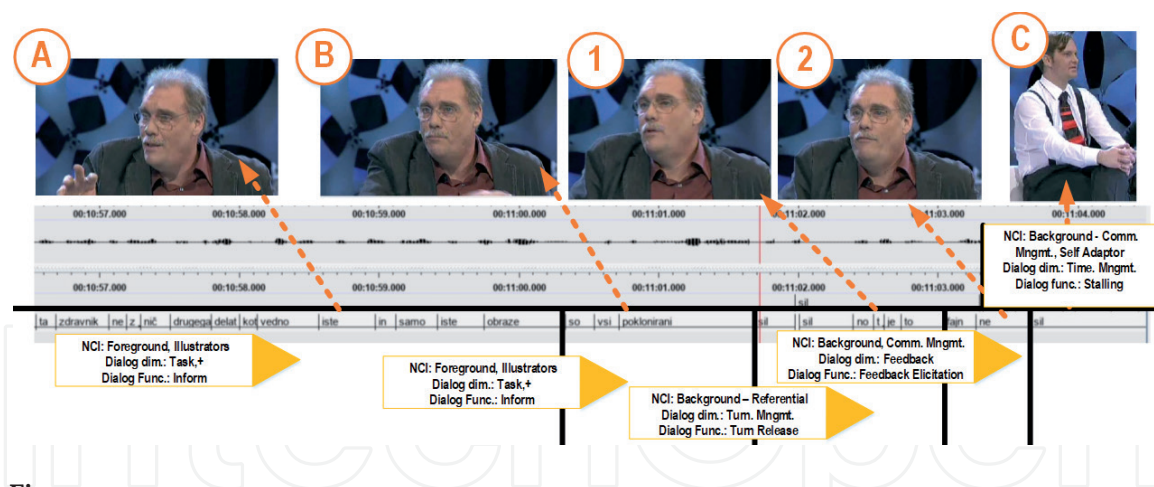 A
B
1
2
C
00:10:57.000 00:10:58.000 00:10:59.000 00:11:00.000 00:11:01.000 00:11:02.000 00:11:03.000 00:11:04.000
00:10:57.000 00:10:58.000 00:10:59.000 00:11:00.000 00:11:01.000 00:11:02.000 00:11:03.000
sil
ta zdravnik ne z nič drugega delat kot vedno iste in samo iste obraze so vsi poklonirani sil sil no t je to fajn ne sil
NCI: Background - Comm.
Mngmt., Self Adaptor
Dialog dim.: Time. Mngmt.
Dialog func.: Stalling
NCI: Foreground, Illustrators
Dialog dim.: Task,+
Dialog Func.: Inform
NCI: Foreground, Illustrators
Dialog dim.: Task,+
Dialog Func.: Inform
NCI: Background, Comm. Mngmt.
Dialog dim.: Feedback
Dialog Func.: Feedback Elicitation
NCI: Background – Referential
Dialog dim.: Turn. Mngmt.
Dialog Func.: Turn Release